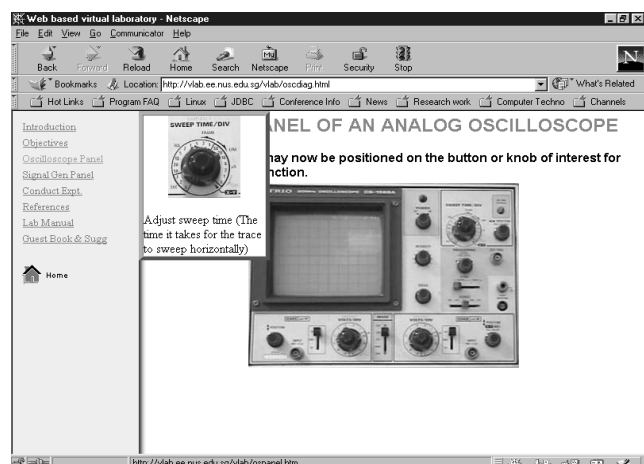 Web based virtual laboratory - Netscape
File Edit View Go Communicator Help
Back Forward Reload Home Search Netscape Print Security Stop
Bookmarks Location: http://vlab.ee.nus.edu.sg/vlab/oscdiag.html What's Related
Hot Links Program FAQ Linux JDBC Conference Info News Research work Computer Techno Channels
Introduction
Objectives
Oscilloscope Panel
Signal Gen Panel
Conduct Expt.
References
Lab Manual
Guest Book & Sugg
Home
SWEEP TIME/DIV
Adjust sweep time (The
time it takes for the trace
to sweep horizontally)
ANEL OF AN ANALOG OSCILLOSCOPE
may now be positioned on the button or knob of interest for
nction.
TRIO
SWEEP TIME/DIV
http://vlab.ee.nus.edu.sg/vlab/ospanel.htm